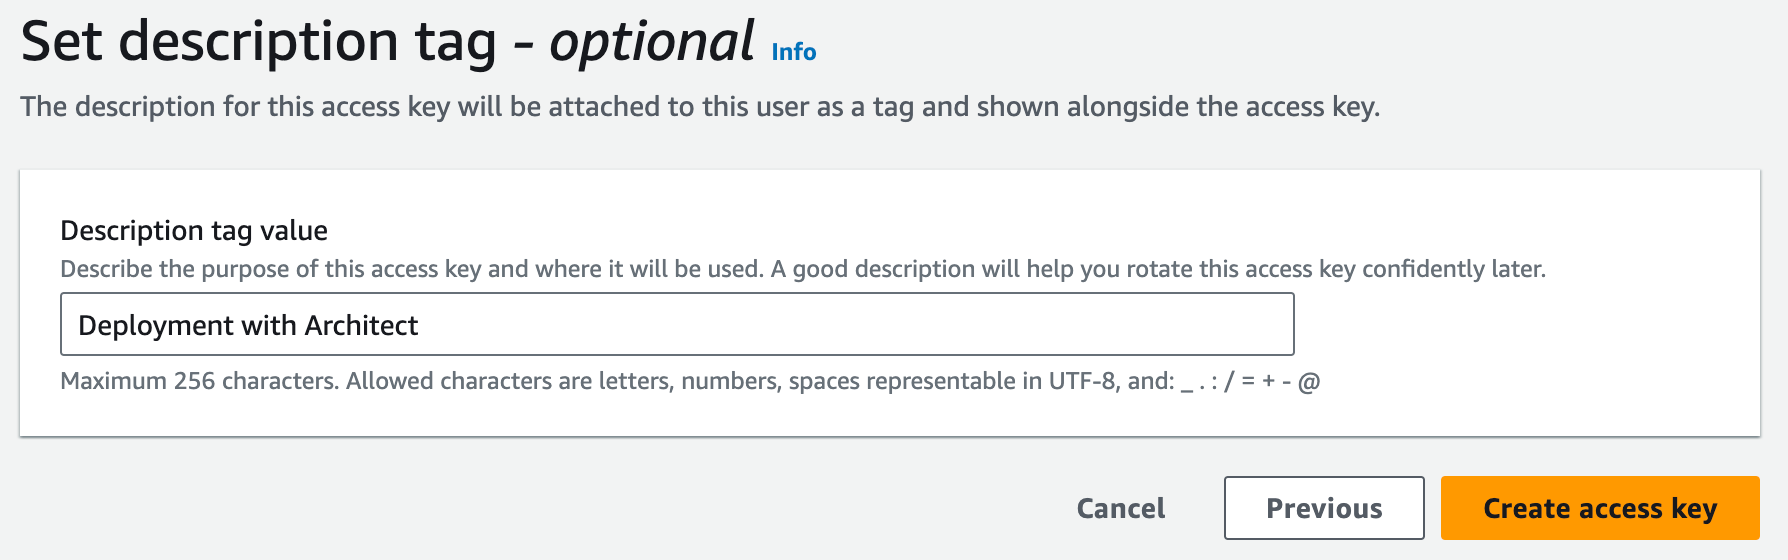 Set description tag - optional Info
The description for this access key will be attached to this user as a tag and shown alongside the access key.
Description tag value
Describe the purpose of this access key and where it will be used. A good description will help you rotate this access key confidently later.
Deployment with Architect
Maximum 256 characters. Allowed characters are letters, numbers, spaces representable in UTF-8, and: _ . : / = + - @
Cancel Previous Create access key